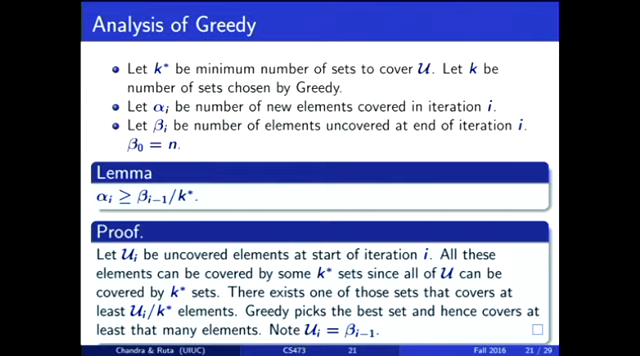 Analysis of Greedy
Let k* be minimum number of sets to cover 𝒰. Let k be
number of sets chosen by Greedy.
Let αᵢ be number of new elements covered in iteration i.
Let βᵢ be number of elements uncovered at end of iteration i.
β₀ = n.
Lemma
αᵢ ≥ βᵢ₋₁/k*.
Proof.
Let 𝒰ᵢ be uncovered elements at start of iteration i. All these
elements can be covered by some k* sets since all of 𝒰 can be
covered by k* sets. There exists one of those sets that covers at
least 𝒰ᵢ/k* elements. Greedy picks the best set and hence covers at
least that many elements. Note 𝒰ᵢ = βᵢ₋₁.
Chandra & Ruta (UIUC) CS473 21 Fall 2016 21 / 29